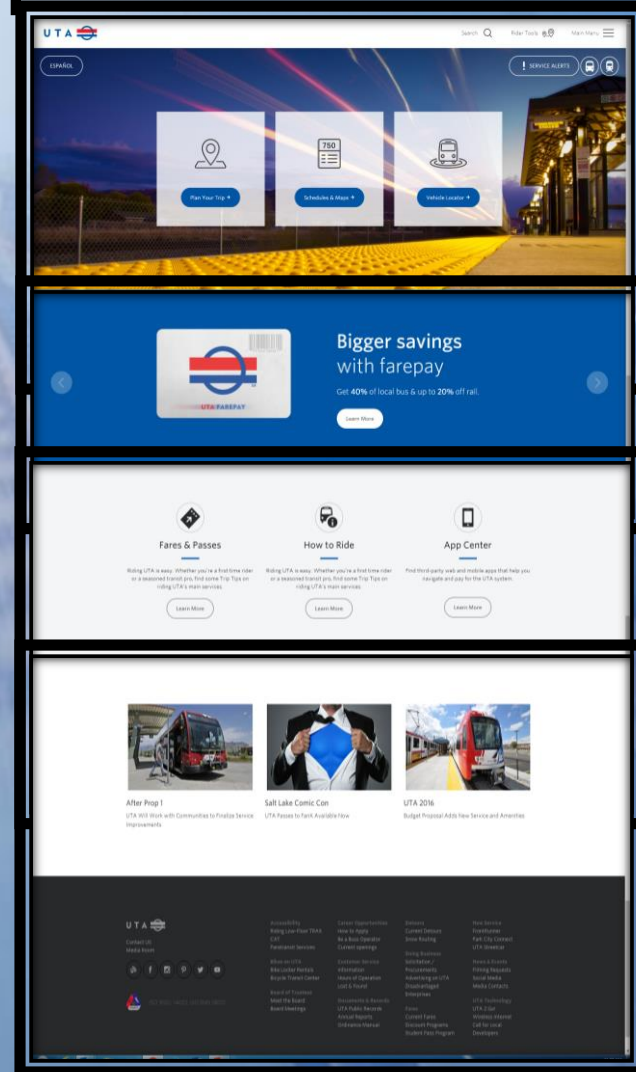 UTA
Search
Rider Tools
Main Menu
ESPAÑOL
! SERVICE ALERTS
750
Plan Your Trip
Schedules & Maps
Vehicle Locator
Bigger savings
with farepay
Get 40% of local bus & up to 20% off rail.
Learn More
UTA FAREPAY
Fares & Passes
Riding UTA is easy. Whether you're a first time rider
or a seasoned transit pro, find some Trip Tips on
riding UTA's main services
Learn More
How to Ride
Riding UTA is easy. Whether you're a first time rider
or a seasoned transit pro, find some Trip Tips on
riding UTA's main services
Learn More
App Center
Find third-party web and mobile apps that help you
navigate and pay for the UTA system.
Learn More
After Prop 1
UTA Will Work with Communities to Finalize Service
Improvements
Salt Lake Comic Con
UTA Passes to FanX Available Now
UTA 2016
Budget Proposal Adds New Service and Amenities
UTA
Contact US
Media Room
Accessibility
Riding Low-Floor TRAX
Paratransit Services
Bikes on UTA
Bike Locker Rentals
Bicycle Transit Center
Board of Trustees
Meet the Board
Board Meetings
Career Opportunities
How to Apply
Be a Bus Operator
Current openings
Customer Service
Information
Hours of Operation
Lost & Found
Documents & Records
UTA Public Records
Annual Reports
Ordinance Manual
Detours
Current Detours
Snow Routing
Doing Business
Solicitation /
Procurements
Advertising on UTA
Disadvantaged
Enterprises
Fares
Current Fares
Discount Programs
Student Pass Program
New Service
FrontRunner
Park City Connect
UTA Streetcar
News & Events
Filming Requests
Social Media
Media Contacts
UTA Technology
UTA 2 Go!
Wireless Internet
Call for Local
Developers